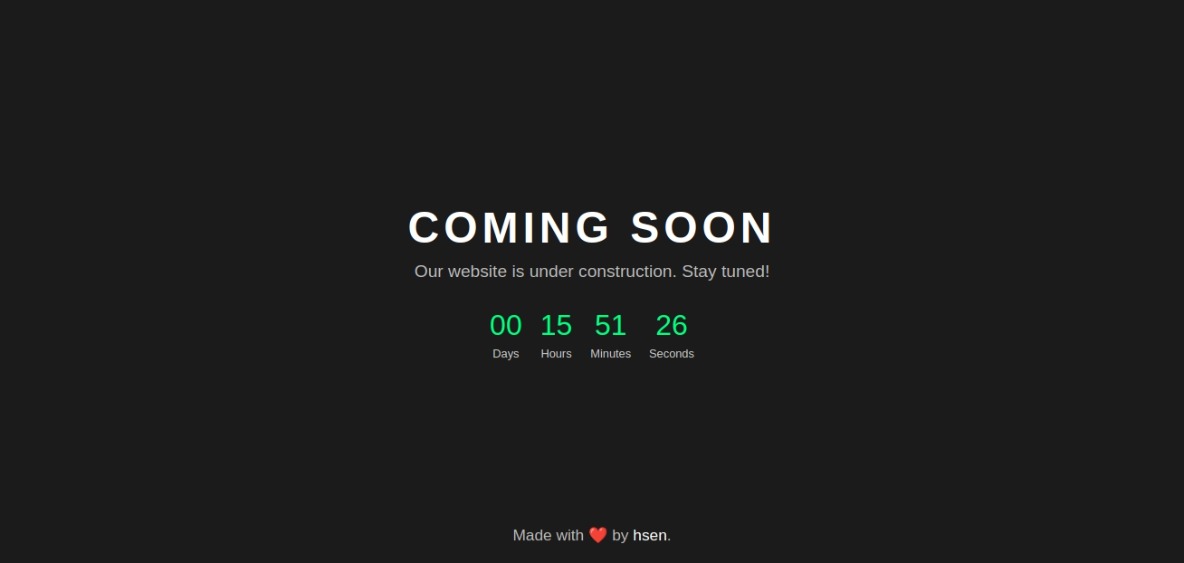 COMING SOON
Our website is under construction. Stay tuned!
00 15 51 26
Days Hours Minutes Seconds
Made with ❤️ by hsen.